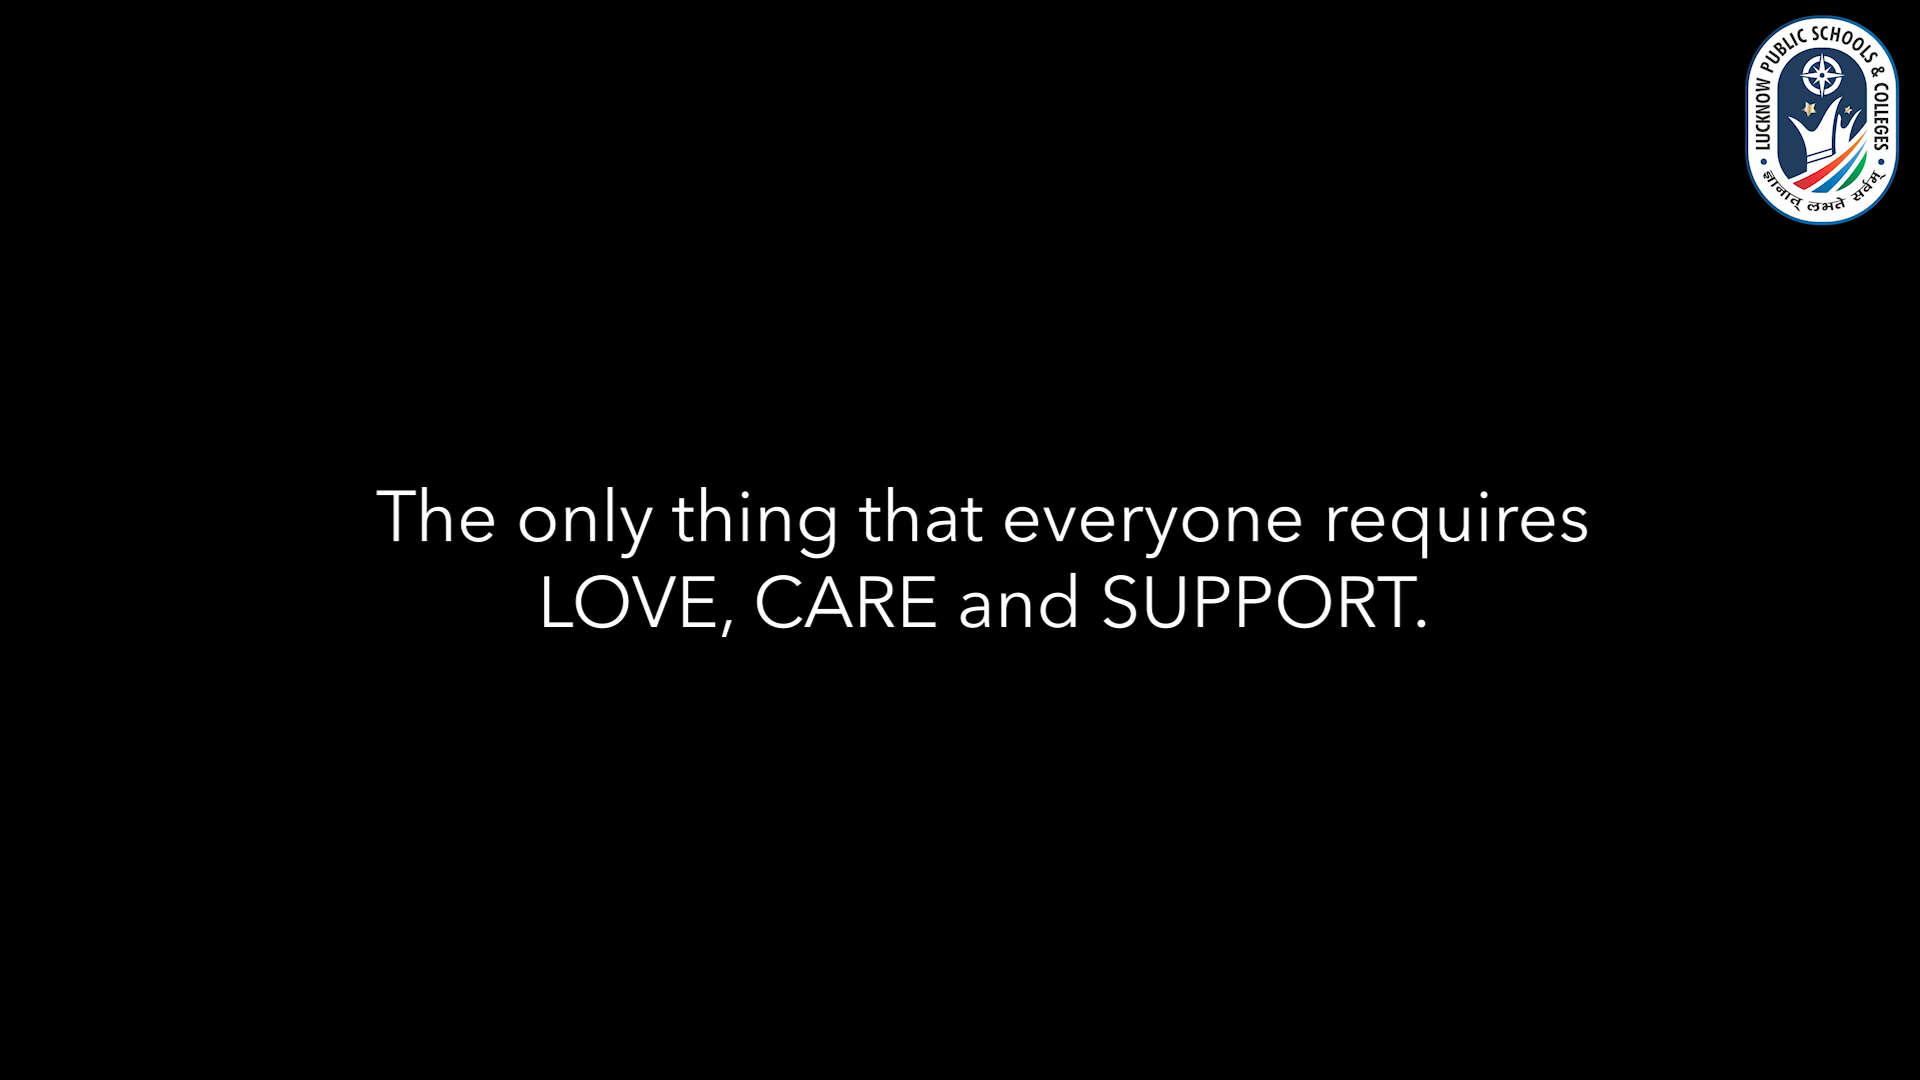 LUCKNOW PUBLIC SCHOOLS & COLLEGES
ज्ञानात् लभते सर्वम्
The only thing that everyone requires
LOVE, CARE and SUPPORT.